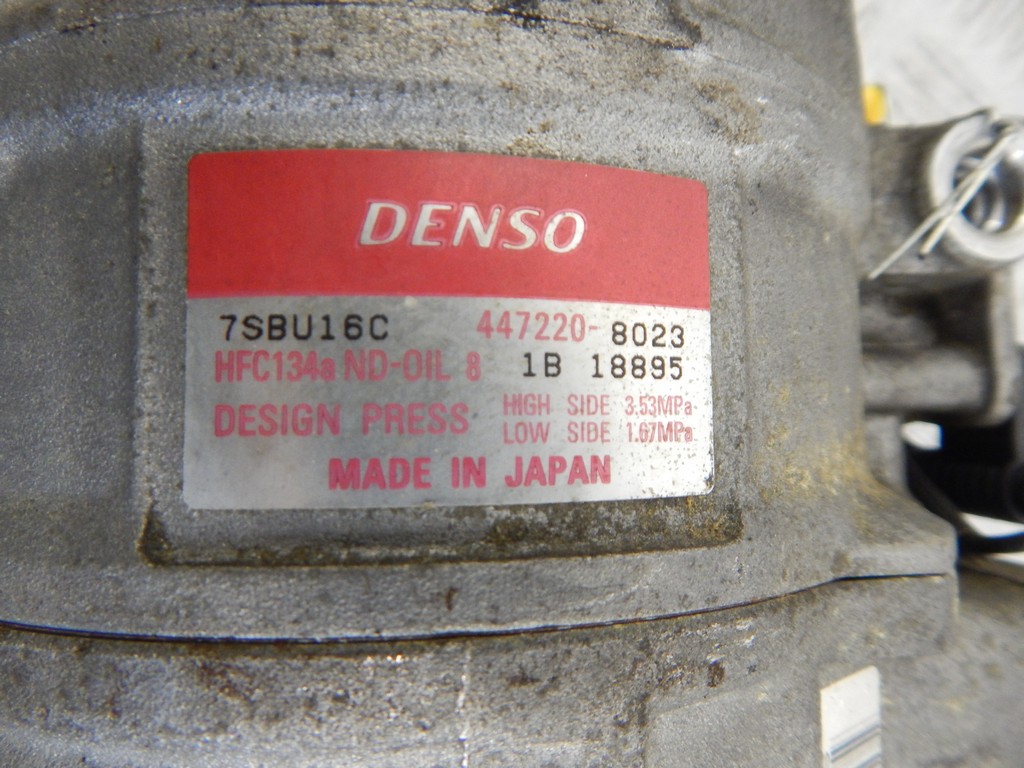 DENSO
7SBU16C 447220-8023
HFC134a ND-OIL 8 1B 18895
DESIGN PRESS HIGH SIDE 3.53MPa
LOW SIDE 1.67MPa
MADE IN JAPAN